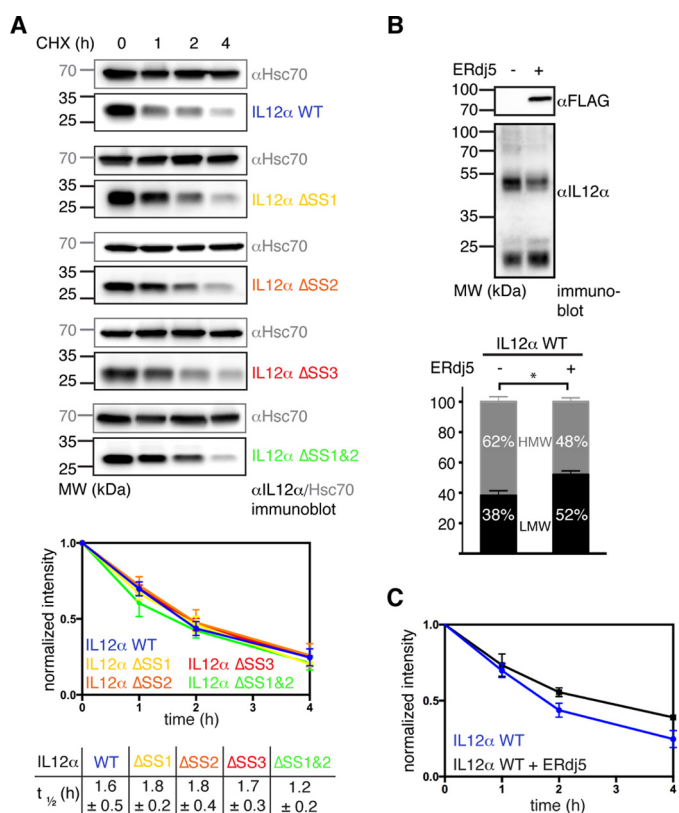 A
CHX (h) 0 1 2 4
70 αHsc70
35
25 IL12α WT
70 αHsc70
35
25 IL12α ΔSS1
70 αHsc70
35
25 IL12α ΔSS2
70 αHsc70
35
25 IL12α ΔSS3
70 αHsc70
35
25 IL12α ΔSS1&2
MW (kDa) αIL12α/Hsc70
immunoblot
normalized intensity
1.0
0.5
0.0
IL12α WT
IL12α ΔSS1 IL12α ΔSS3
IL12α ΔSS2 IL12α ΔSS1&2
0 1 2 3 4
time (h)
IL12α WT ΔSS1 ΔSS2 ΔSS3 ΔSS1&2
t ½ (h) 1.6 1.8 1.8 1.7 1.2
± 0.5 ± 0.2 ± 0.4 ± 0.3 ± 0.2
B
ERdj5 - +
100
70 αFLAG
100
70
55
αIL12α
35
25
MW (kDa) immuno-
blot
IL12α WT
ERdj5 - +
*
100
80
60
40
20
62% HMW 48%
38% LMW 52%
C
normalized intensity
1.0
0.5
0.0
IL12α WT
IL12α WT + ERdj5
0 1 2 3 4
time (h)